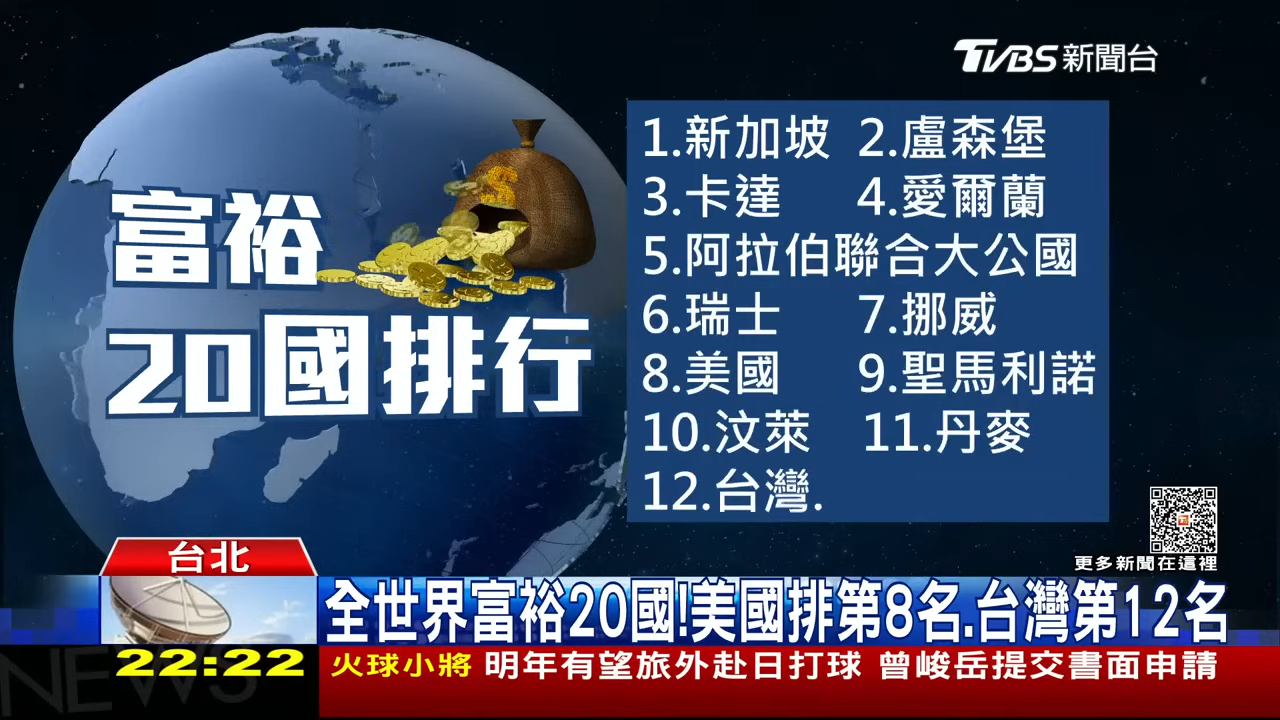 TVBS新聞台
富裕
20國排行
1.新加坡 2.盧森堡
3.卡達 4.愛爾蘭
5.阿拉伯聯合大公國
6.瑞士 7.挪威
8.美國 9.聖馬利諾
10.汶萊 11.丹麥
12.台灣.
更多新聞在這裡
台北
全世界富裕20國!美國排第8名.台灣第12名
22:22 火球小將 明年有望旅外赴日打球 曾峻岳提交書面申請
NEWS